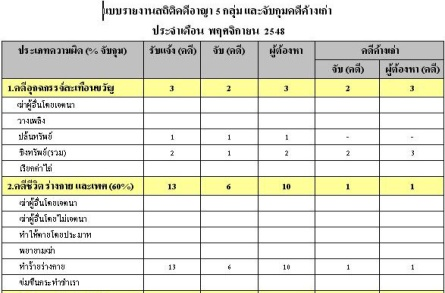 แบบรายงานสถิติคดีอาญา 5 กลุ่ม และจับกุมคดีค้างเก่า
ประจำเดือน พฤศจิกายน 2548
ประเภทความผิด (% จับกุม) รับแจ้ง (คดี) จับ (คดี) ผู้ต้องหา คดีค้างเก่า
จับ (คดี) ผู้ต้องหา (คดี)
1.คดีอุกฉกรรจ์สะเทือนขวัญ 3 2 3 2 3
ฆ่าผู้อื่นโดยเจตนา
วางเพลิง
ปล้นทรัพย์ 1 1 1 - -
ชิงทรัพย์(รวม) 2 1 2 2 3
เรียกค่าไถ่
2.คดีชีวิต ร่างกาย และเพศ (60%) 13 6 10 1 1
ฆ่าผู้อื่นโดยเจตนา
ฆ่าผู้อื่นโดยไม่เจตนา
ทำให้ตายโดยประมาท
พยายามฆ่า
ทำร้ายร่างกาย 13 6 10 1 1
ข่มขืนกระทำชำเรา